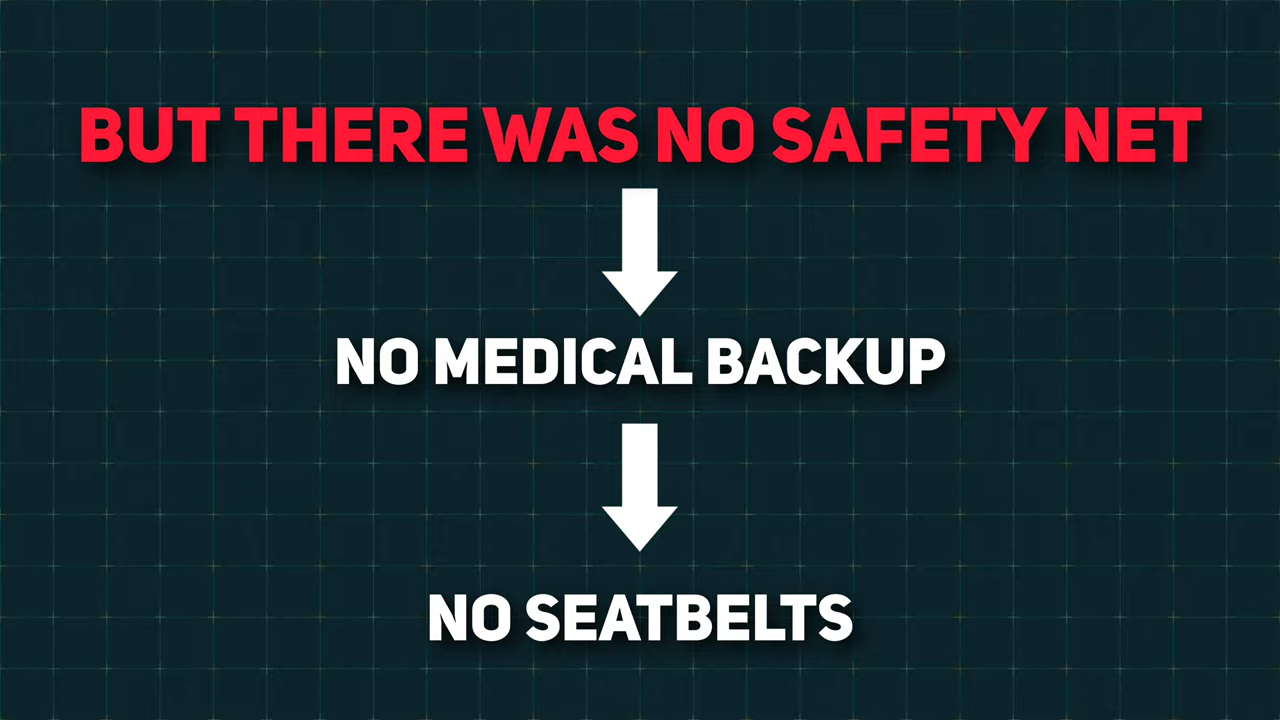 BUT THERE WAS NO SAFETY NET
NO MEDICAL BACKUP
NO SEATBELTS